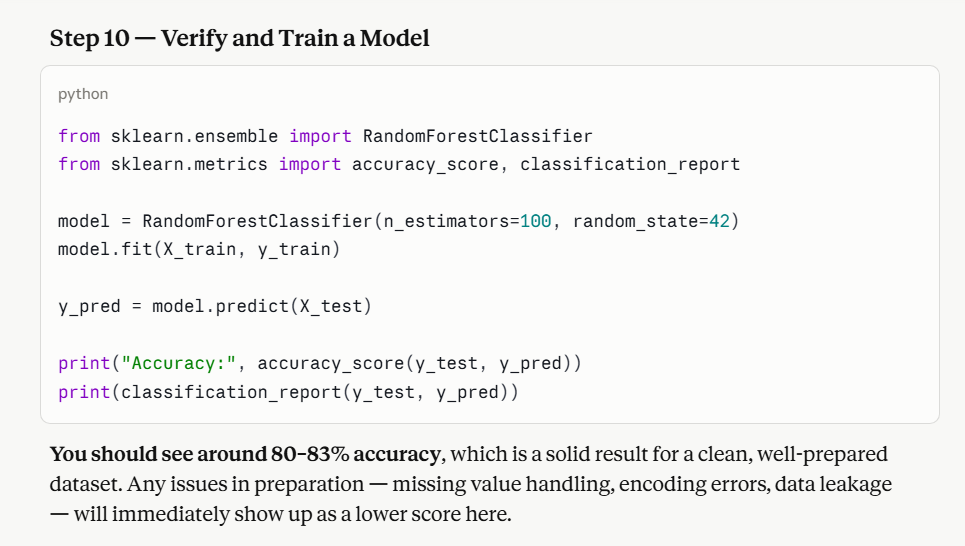 Step 10 — Verify and Train a Model
python
from sklearn.ensemble import RandomForestClassifier
from sklearn.metrics import accuracy_score, classification_report
model = RandomForestClassifier(n_estimators=100, random_state=42)
model.fit(X_train, y_train)
y_pred = model.predict(X_test)
print("Accuracy:", accuracy_score(y_test, y_pred))
print(classification_report(y_test, y_pred))
You should see around 80–83% accuracy, which is a solid result for a clean, well-prepared
dataset. Any issues in preparation — missing value handling, encoding errors, data leakage
— will immediately show up as a lower score here.